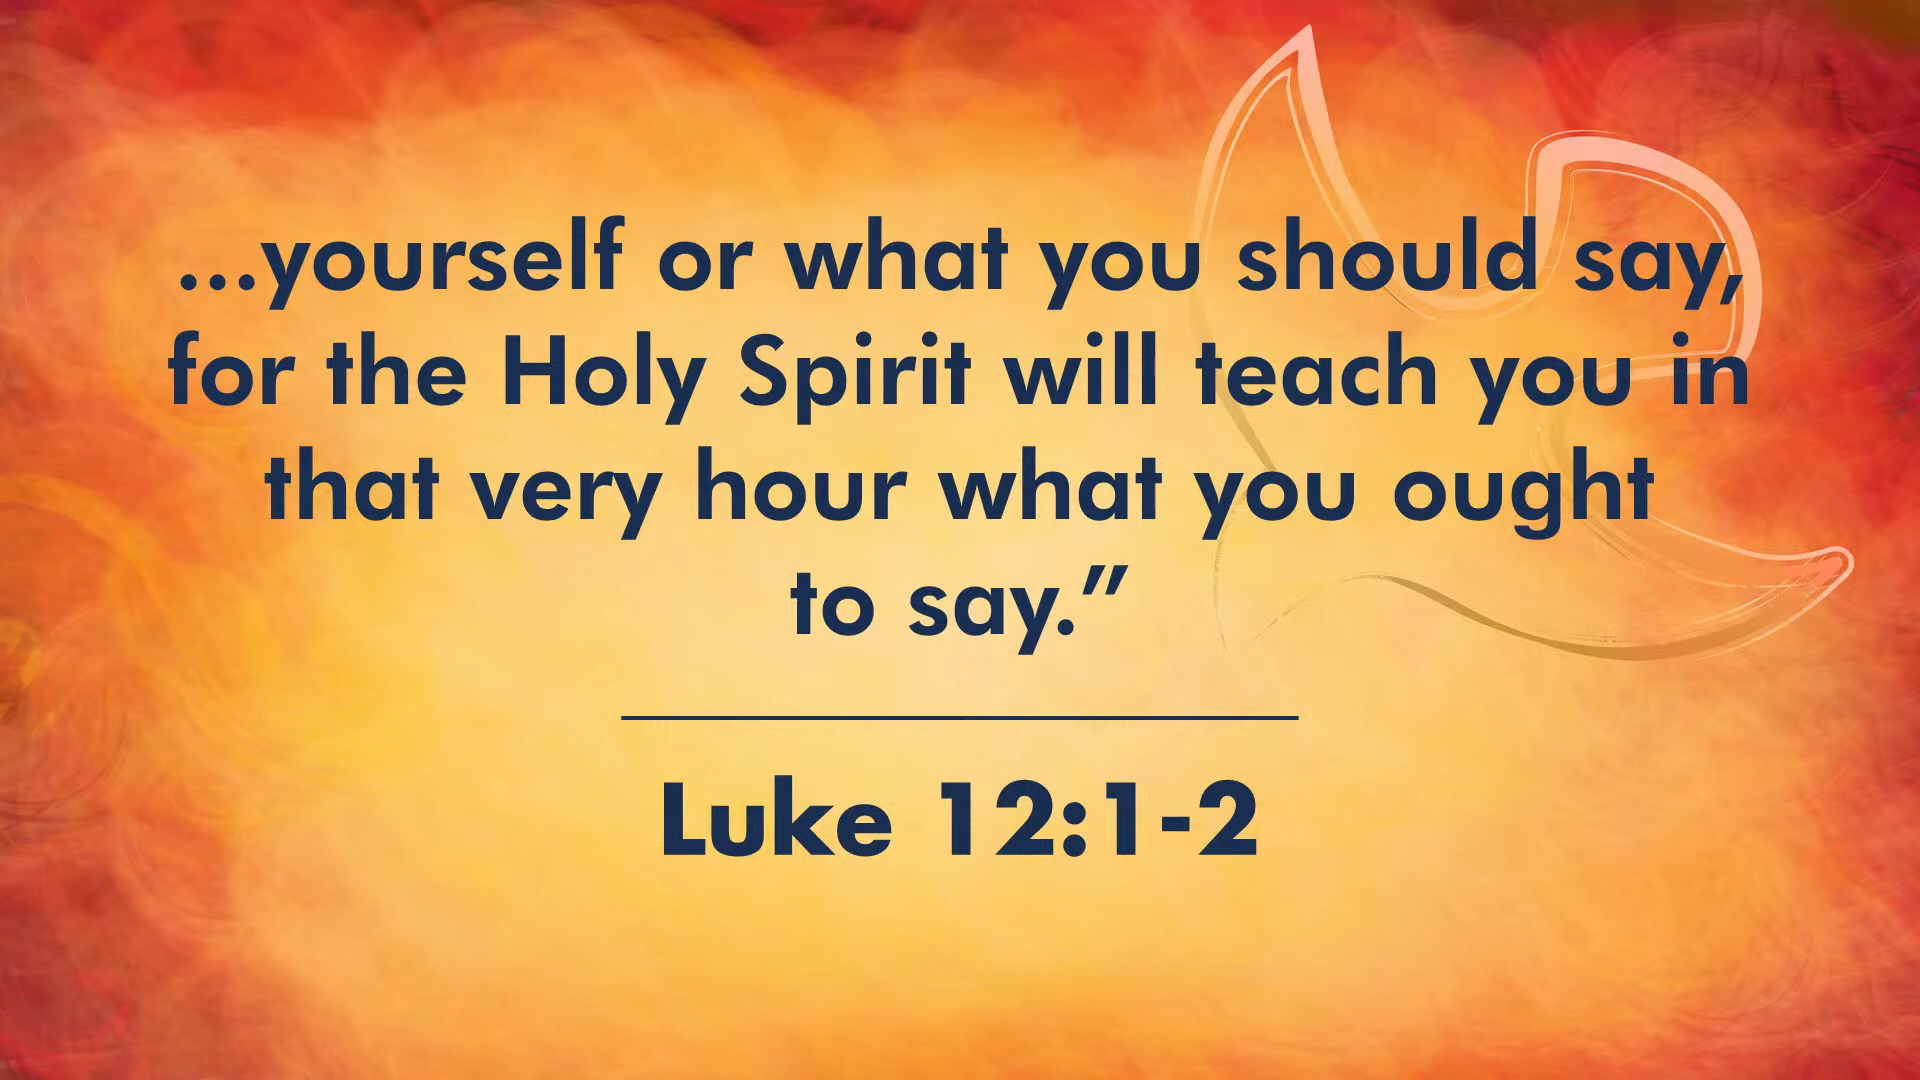 ...yourself or what you should say,
for the Holy Spirit will teach you in
that very hour what you ought
to say.”
Luke 12:1-2